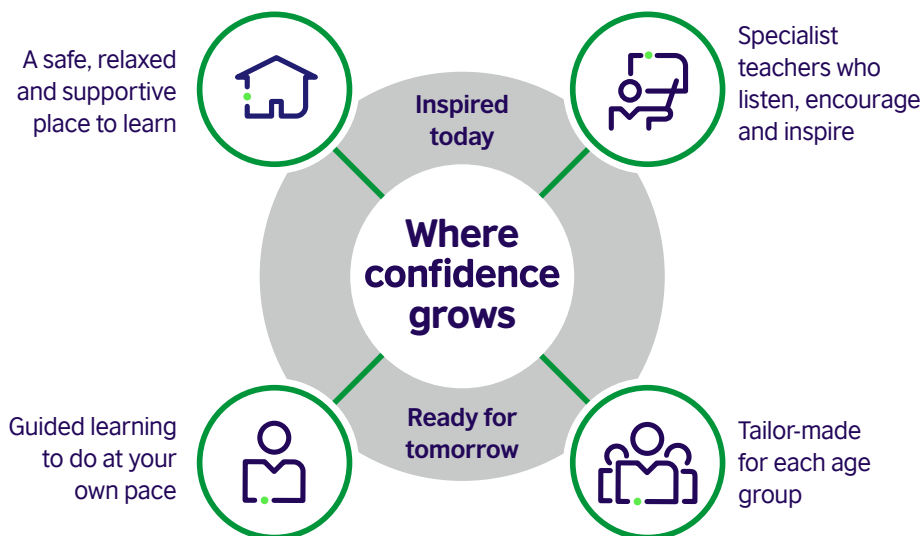 A safe, relaxed
and supportive
place to learn
Specialist
teachers who
listen, encourage
and inspire
Inspired
today
Where
confidence
grows
Ready for
tomorrow
Guided learning
to do at your
own pace
Tailor-made
for each age
group